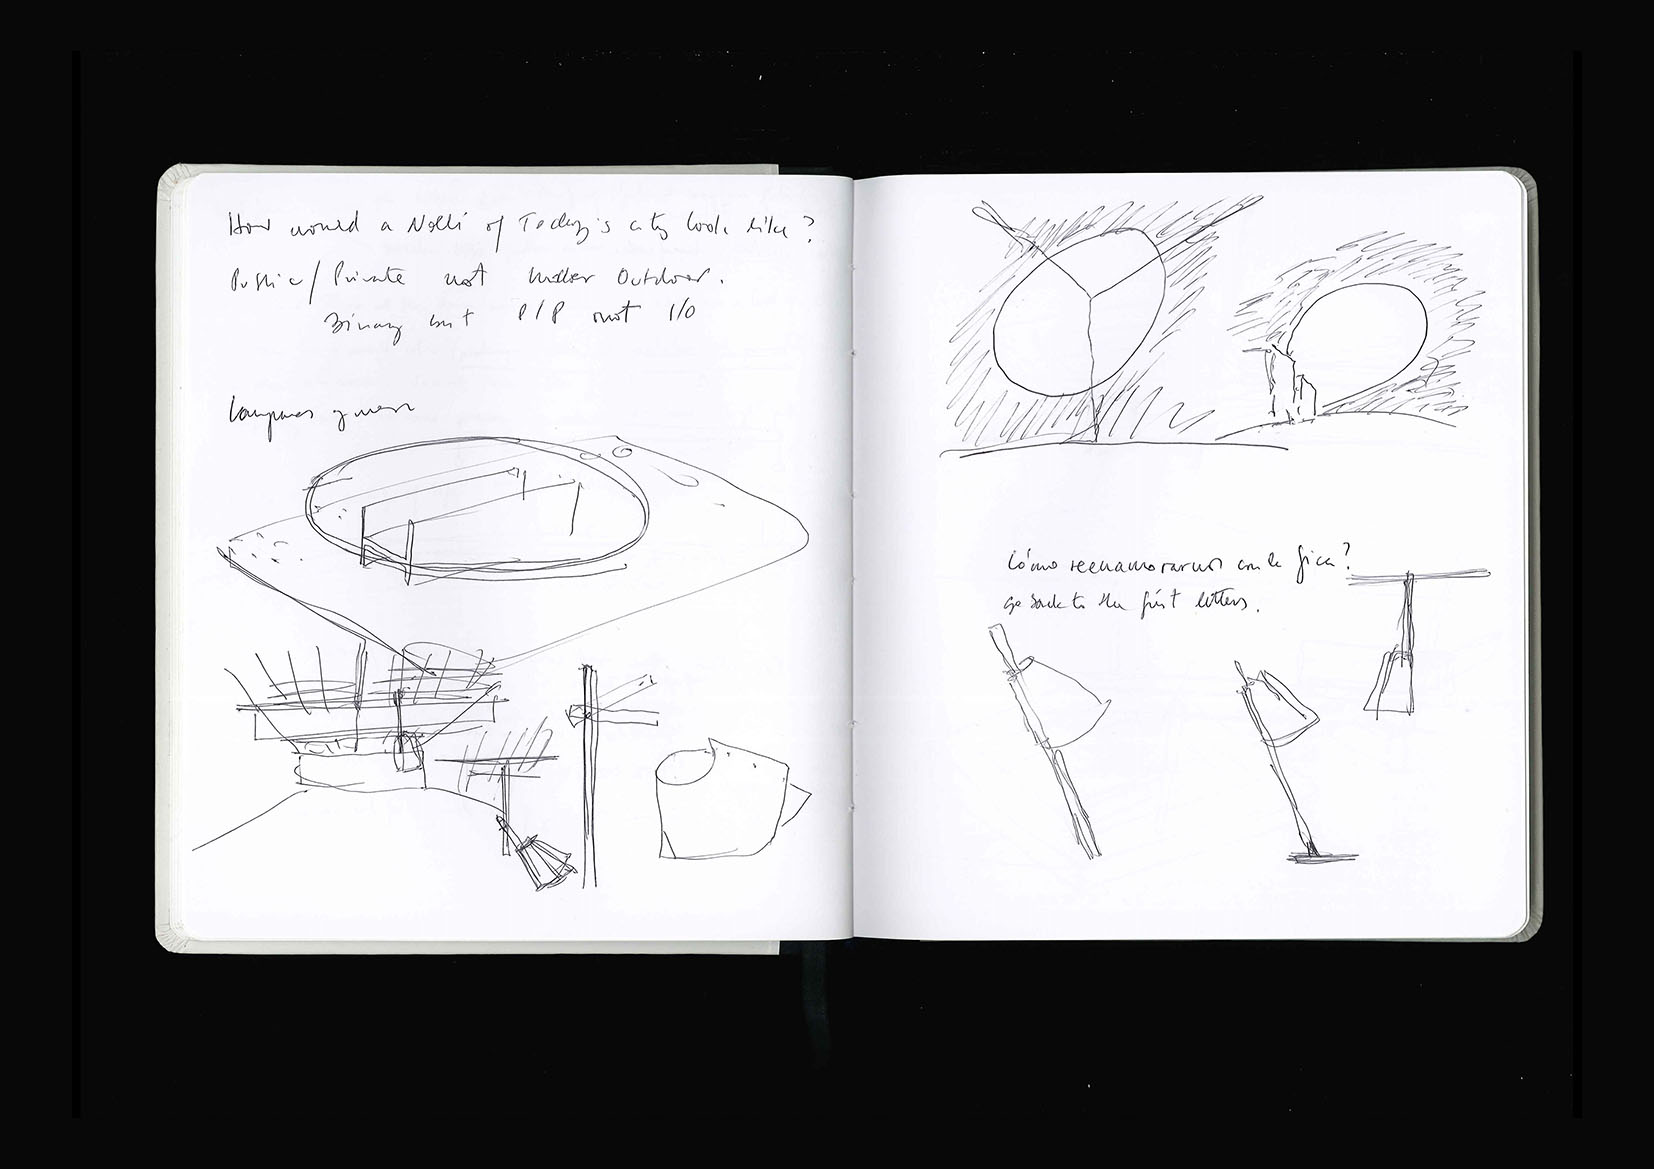 How would a Nolli of Today's city look like?
Public/Private not Indoor Outdoor.
Binary but P/P not I/O
Lamparas y mesa
Cómo reenamorarnos con la física?
go back to the first letters.